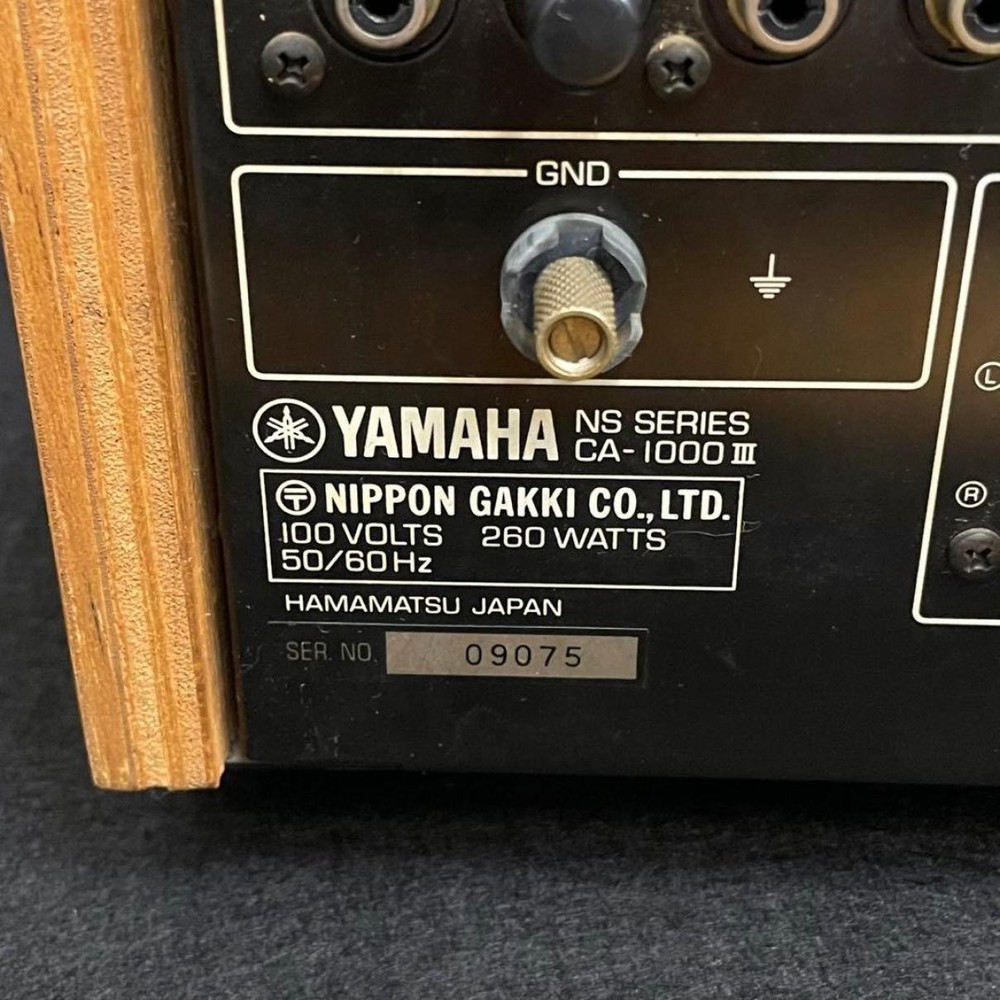 GND
L
YAMAHA NS SERIES
CA-1000 III
R
〒 NIPPON GAKKI CO., LTD.
100 VOLTS 260 WATTS
50/60 Hz
HAMAMATSU JAPAN
SER. NO. 09075